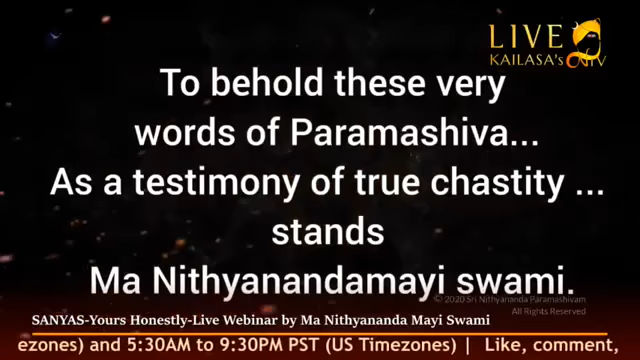 LIVE
KAILASA's NTV
To behold these very
words of Paramashiva...
As a testimony of true chastity ...
stands
Ma Nithyanandamayi swami.
© 2020 Sri Nithyananda Paramashivam
All Rights Reserved
SANYAS-Yours Honestly-Live Webinar by Ma Nithyananda Mayi Swami
ezones) and 5:30AM to 9:30PM PST (US Timezones) | Like, comment,